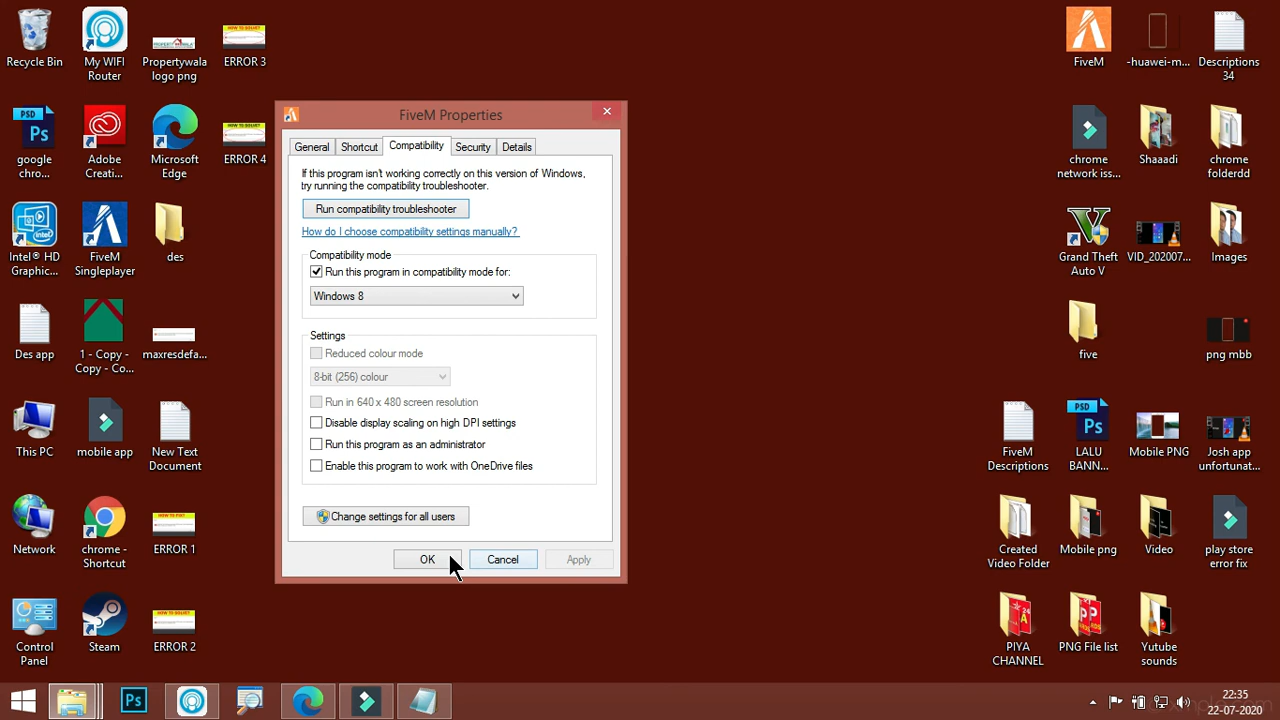 Recycle Bin
My WIFI
Router
Propertywala
logo png
ERROR 3
google
chro...
Adobe
Creati...
Microsoft
Edge
ERROR 4
Intel® HD
Graphic...
FiveM
Singleplayer
des
Des app
1 - Copy -
Copy - Co...
maxresdefa...
This PC
mobile app
New Text
Document
Network
chrome -
Shortcut
ERROR 1
Control
Panel
Steam
ERROR 2
FiveM Properties
General
Shortcut
Compatibility
Security
Details
If this program isn't working correctly on this version of Windows,
try running the compatibility troubleshooter.
Run compatibility troubleshooter
How do I choose compatibility settings manually?
Compatibility mode
Run this program in compatibility mode for:
Windows 8
Settings
Reduced colour mode
8-bit (256) colour
Run in 640 x 480 screen resolution
Disable display scaling on high DPI settings
Run this program as an administrator
Enable this program to work with OneDrive files
Change settings for all users
OK
Cancel
Apply
FiveM
-huawei-m...
Descriptions
34
chrome
network iss...
Shaaadi
chrome
folderdd
Grand Theft
Auto V
VID_202007...
Images
five
png mbb
FiveM
Descriptions
LALU
BANN...
Mobile PNG
Josh app
unfortunat...
Created
Video Folder
Mobile png
Video
play store
error fix
PIYA
CHANNEL
PNG File list
Yutube
sounds
22:35
22-07-2020